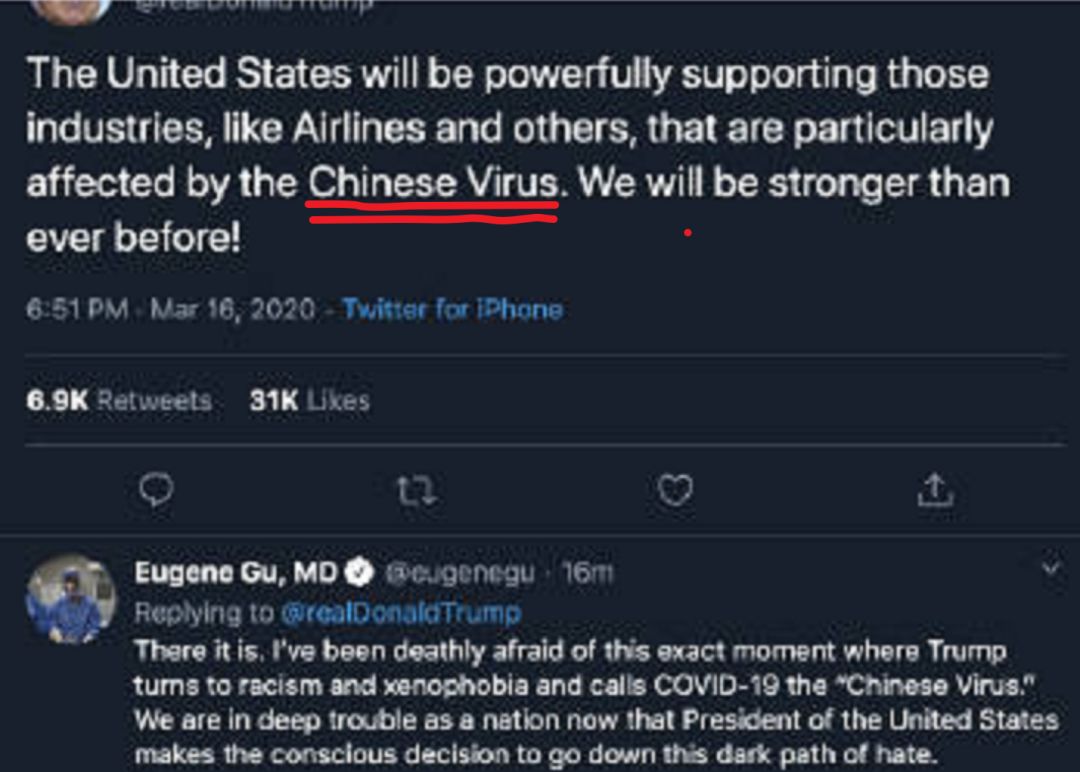 @realDonaldTrump
The United States will be powerfully supporting those
industries, like Airlines and others, that are particularly
affected by the Chinese Virus. We will be stronger than
ever before!
6:51 PM · Mar 16, 2020 · Twitter for iPhone
6.9K Retweets 31K Likes
Eugene Gu, MD @eugenegu · 16m
Replying to @realDonaldTrump
There it is. I've been deathly afraid of this exact moment where Trump
turns to racism and xenophobia and calls COVID-19 the "Chinese Virus."
We are in deep trouble as a nation now that President of the United States
makes the conscious decision to go down this dark path of hate.